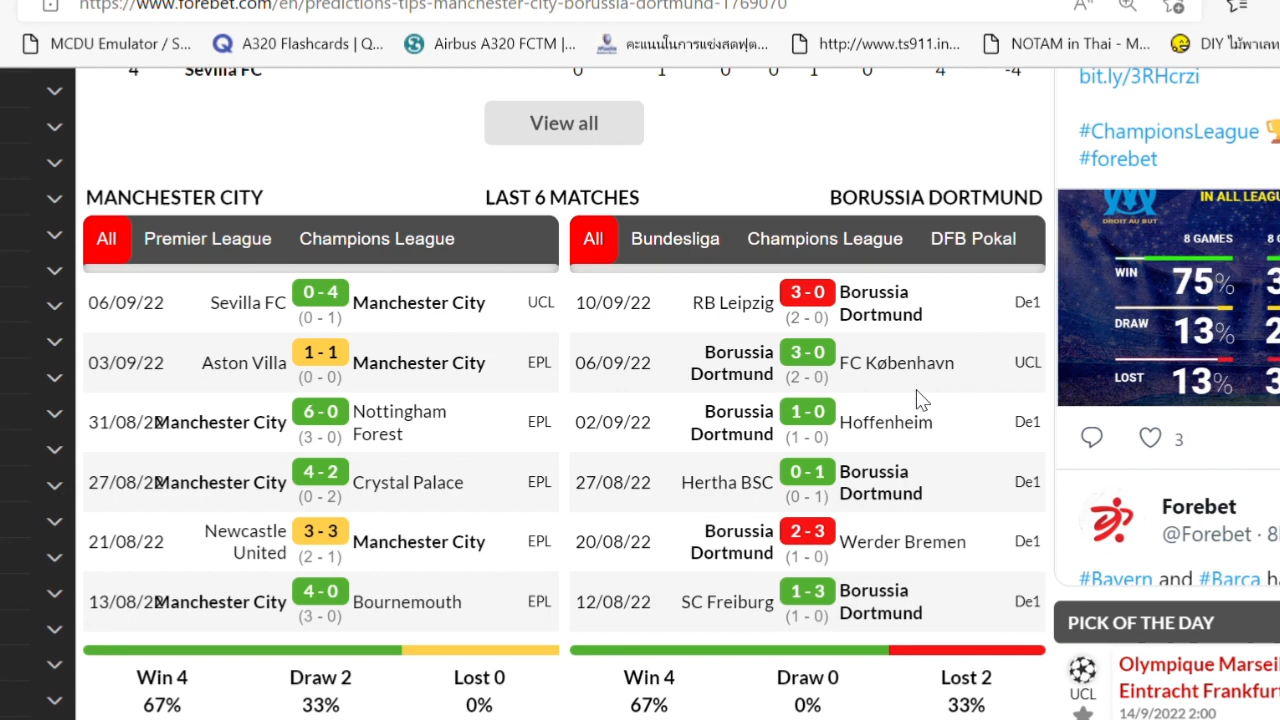 https://www.forebet.com/en/predictions-tips-manchester-city-borussia-dortmund-1769070
MCDU Emulator / S... A320 Flashcards | Q... Airbus A320 FCTM |... คะแนนในการแข่งสดฟุต... http://www.ts911.in... NOTAM in Thai - M... DIY ไม้พาเลท
4 Sevilla FC 0 1 0 0 1 0 4 -4
View all
MANCHESTER CITY LAST 6 MATCHES BORUSSIA DORTMUND
All Premier League Champions League
06/09/22 Sevilla FC 0 - 4 Manchester City UCL
(0 - 1)
03/09/22 Aston Villa 1 - 1 Manchester City EPL
(0 - 0)
31/08/22 Manchester City 6 - 0 Nottingham Forest EPL
(3 - 0)
27/08/22 Manchester City 4 - 2 Crystal Palace EPL
(0 - 2)
21/08/22 Newcastle United 3 - 3 Manchester City EPL
(2 - 1)
13/08/22 Manchester City 4 - 0 Bournemouth EPL
(3 - 0)
Win 4 Draw 2 Lost 0
67% 33% 0%
All Bundesliga Champions League DFB Pokal
10/09/22 RB Leipzig 3 - 0 Borussia Dortmund De1
(2 - 0)
06/09/22 Borussia Dortmund 3 - 0 FC København UCL
(2 - 0)
02/09/22 Borussia Dortmund 1 - 0 Hoffenheim De1
(1 - 0)
27/08/22 Hertha BSC 0 - 1 Borussia Dortmund De1
(0 - 1)
20/08/22 Borussia Dortmund 2 - 3 Werder Bremen De1
(1 - 0)
12/08/22 SC Freiburg 1 - 3 Borussia Dortmund De1
(1 - 0)
Win 4 Draw 0 Lost 2
67% 0% 33%
bit.ly/3RHcrzi
#ChampionsLeague
#forebet
DROIT AU BUT
IN ALL LEAGU
8 GAMES
WIN 75%
DRAW 13%
LOST 13%
3
Forebet
@Forebet · 8
#Bayern and #Barca ha
PICK OF THE DAY
UCL
Olympique Marseil
Eintracht Frankfur
14/9/2022 2:00